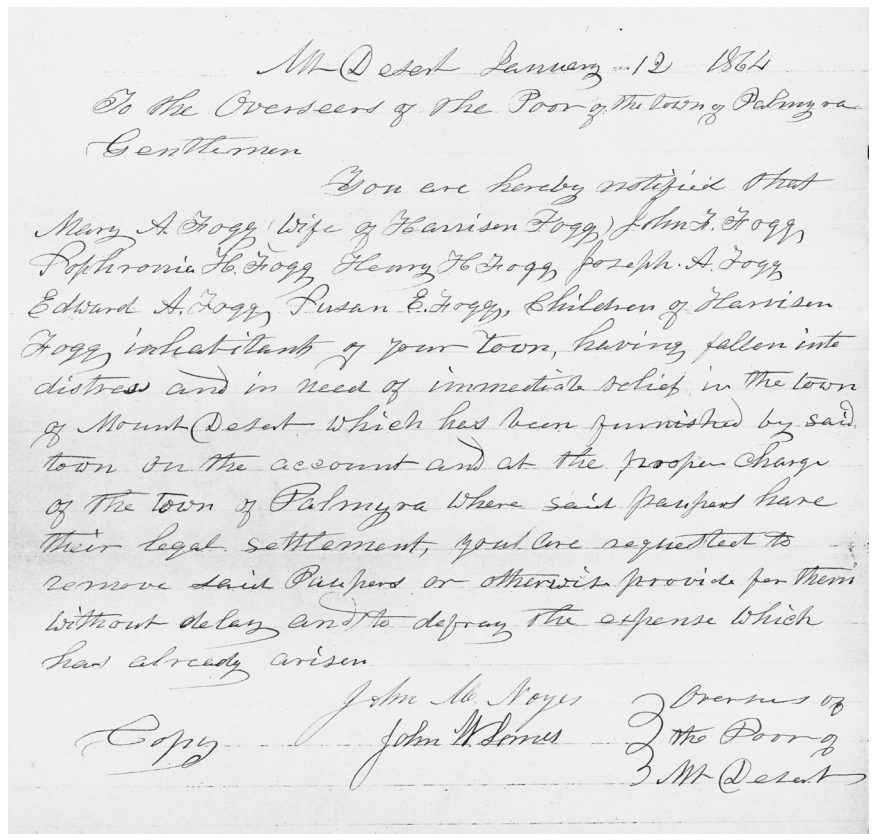 Mt Desert January 12 1864
To the Overseers of the Poor of the town of Palmyra
Gentlemen
You are hereby notified that
Mary A. Fogg (wife of Harrison Fogg) John F. Fogg,
Sophronia H. Fogg, Henry H Fogg, Joseph. A. Fogg
Edward A. Fogg, Susan E. Fogg, Children of Harrison
Fogg, inhabitants of your town, having fallen into
distress and in need of immediate relief in the town
of Mount Desert which has been furnished by said
town on the account and at the proper charge
of the town of Palmyra where said paupers have
their legal settlement, you are requested to
remove said Paupers or otherwise provide for them
without delay and to defray the expense which
has already arisen
John M. Noyes } Overseers of
Copy John W. Somes } the Poor of
} Mt Desert